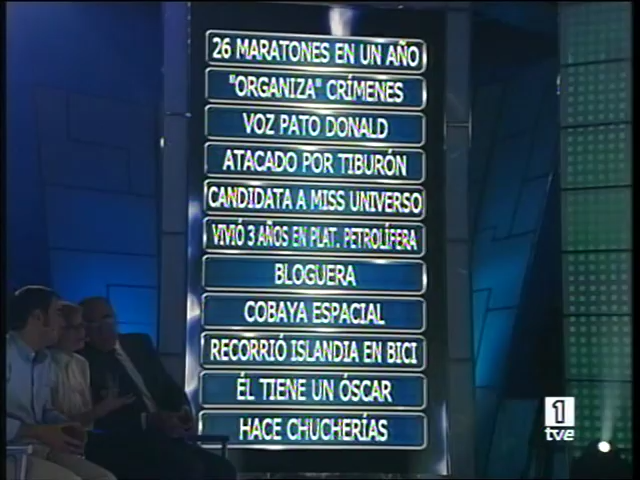 26 MARATONES EN UN AÑO
"ORGANIZA" CRÍMENES
VOZ PATO DONALD
ATACADO POR TIBURÓN
CANDIDATA A MISS UNIVERSO
VIVIÓ 3 AÑOS EN PLAT. PETROLÍFERA
BLOGUERA
COBAYA ESPACIAL
RECORRIÓ ISLANDIA EN BICI
ÉL TIENE UN ÓSCAR
HACE CHUCHERÍAS
1
tve